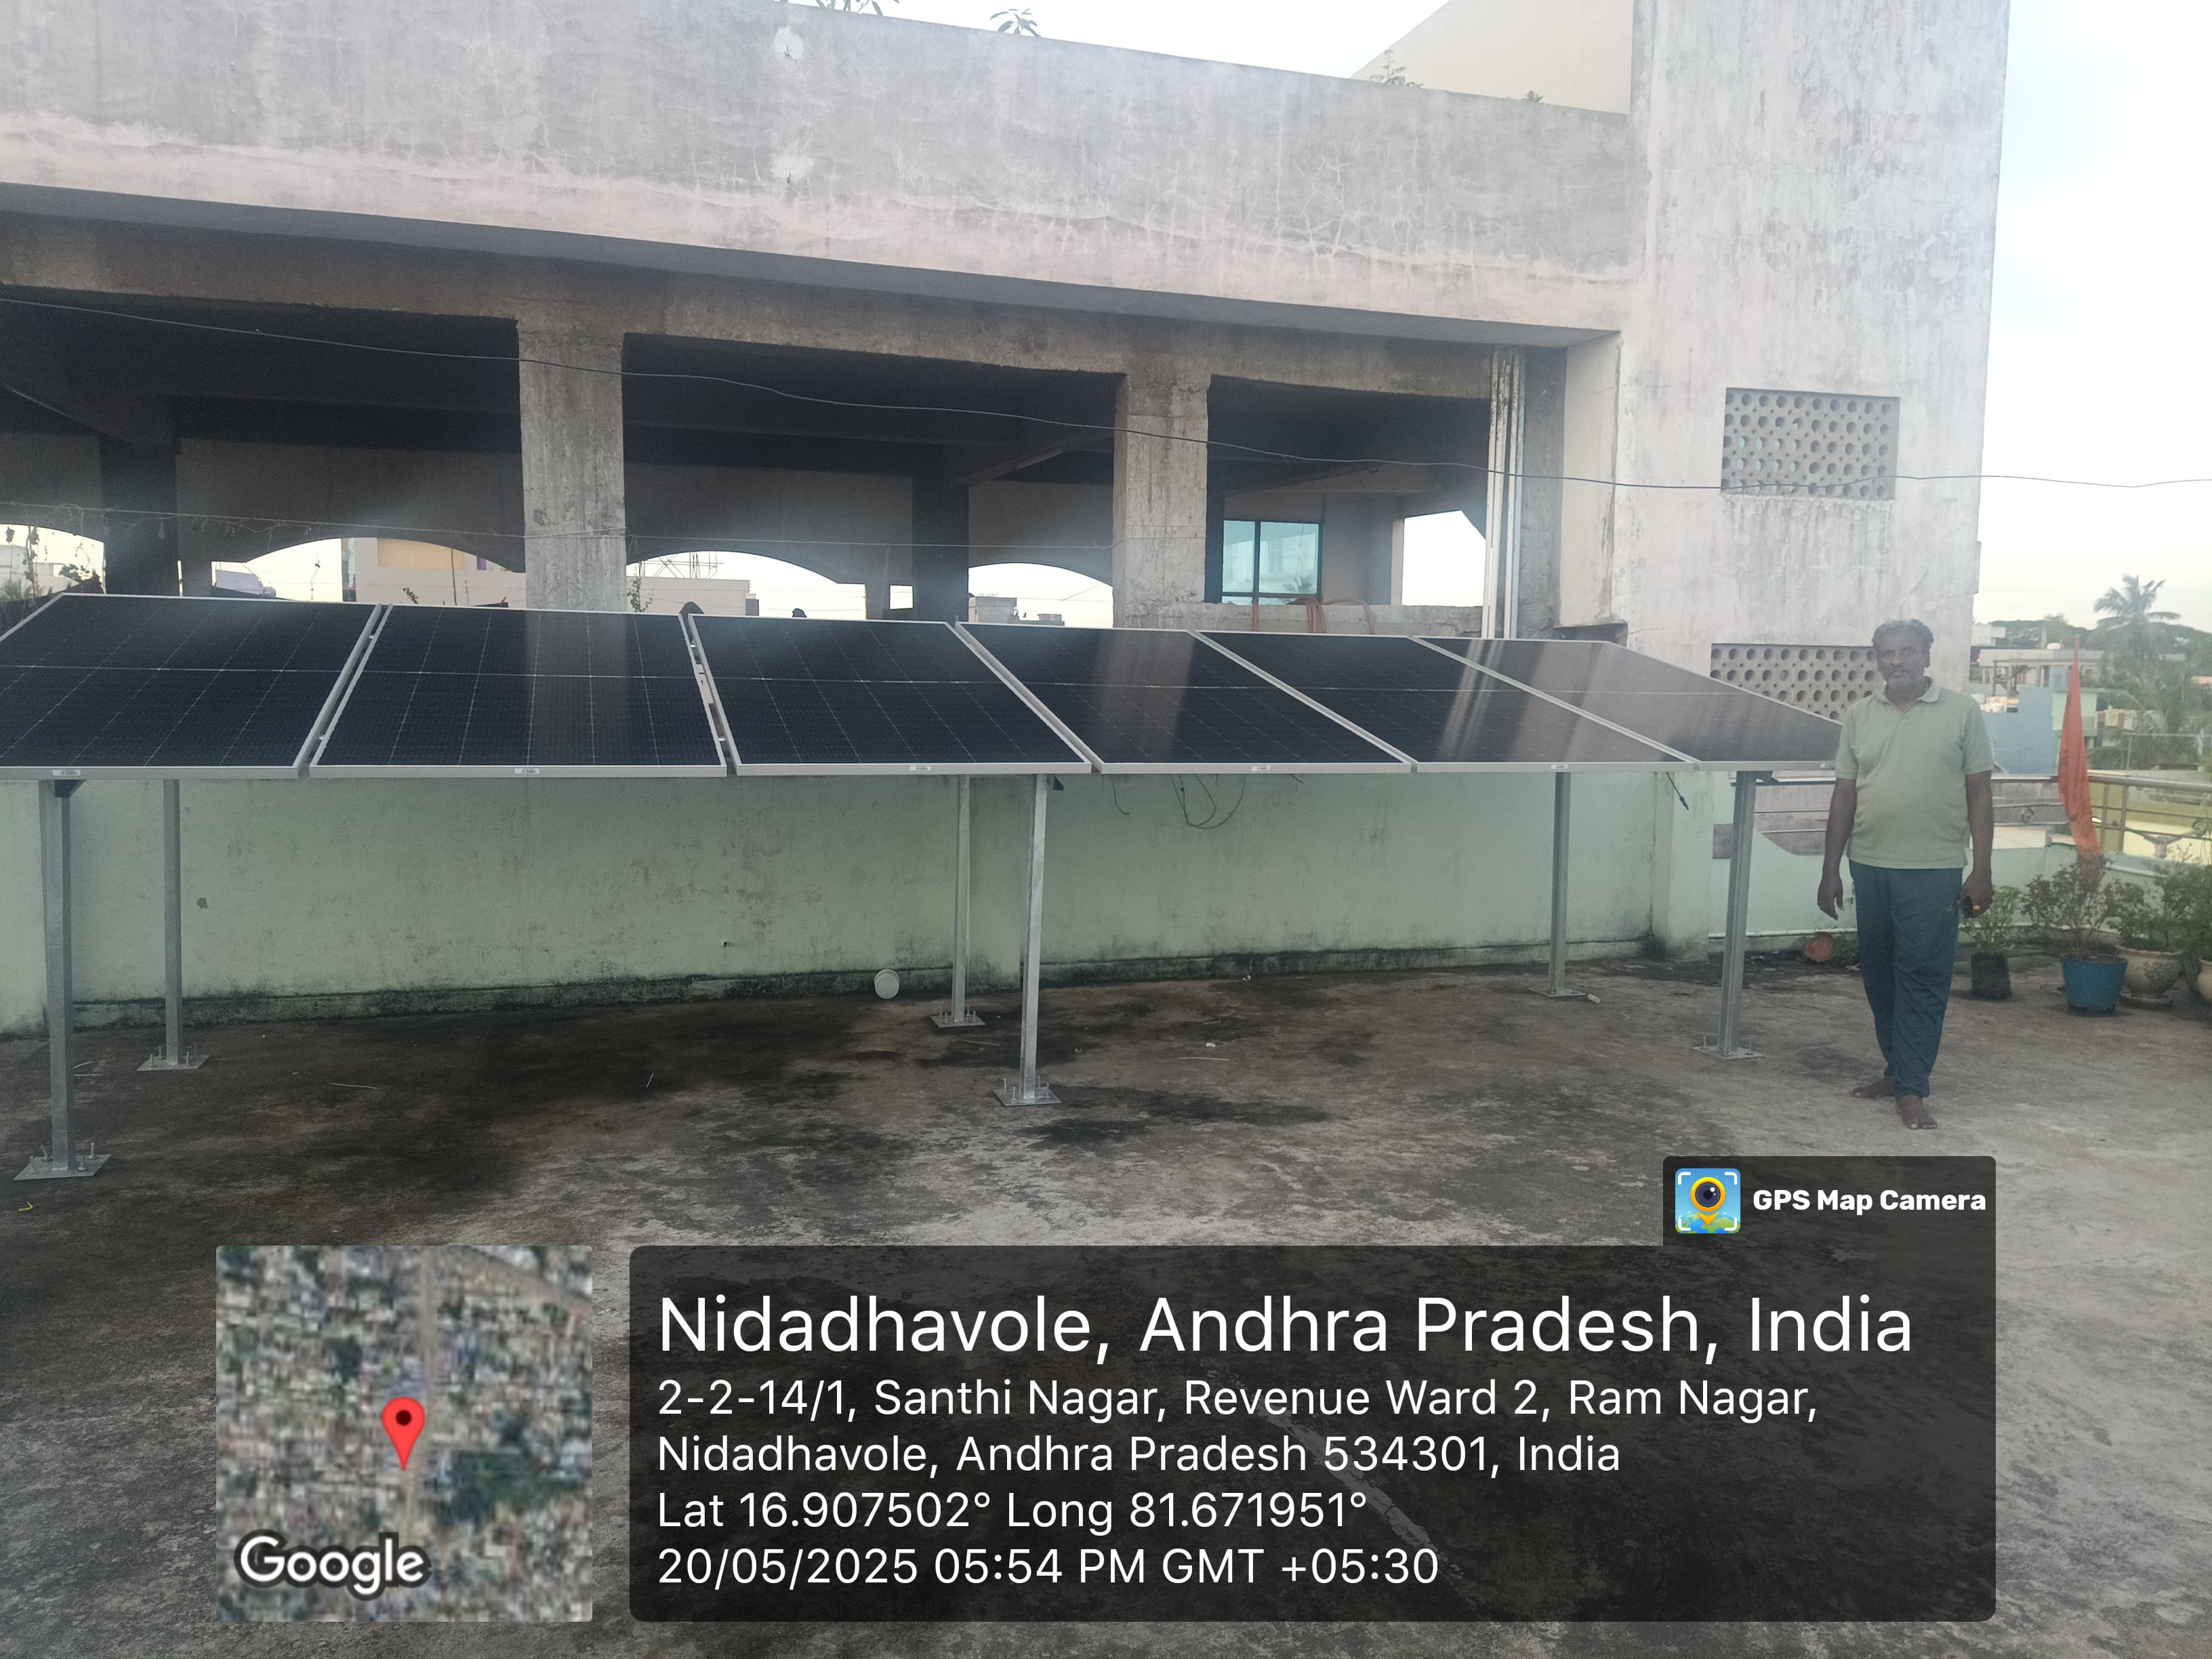 GPS Map Camera
Nidadhavole, Andhra Pradesh, India
2-2-14/1, Santhi Nagar, Revenue Ward 2, Ram Nagar,
Nidadhavole, Andhra Pradesh 534301, India
Lat 16.907502° Long 81.671951°
20/05/2025 05:54 PM GMT +05:30
Google